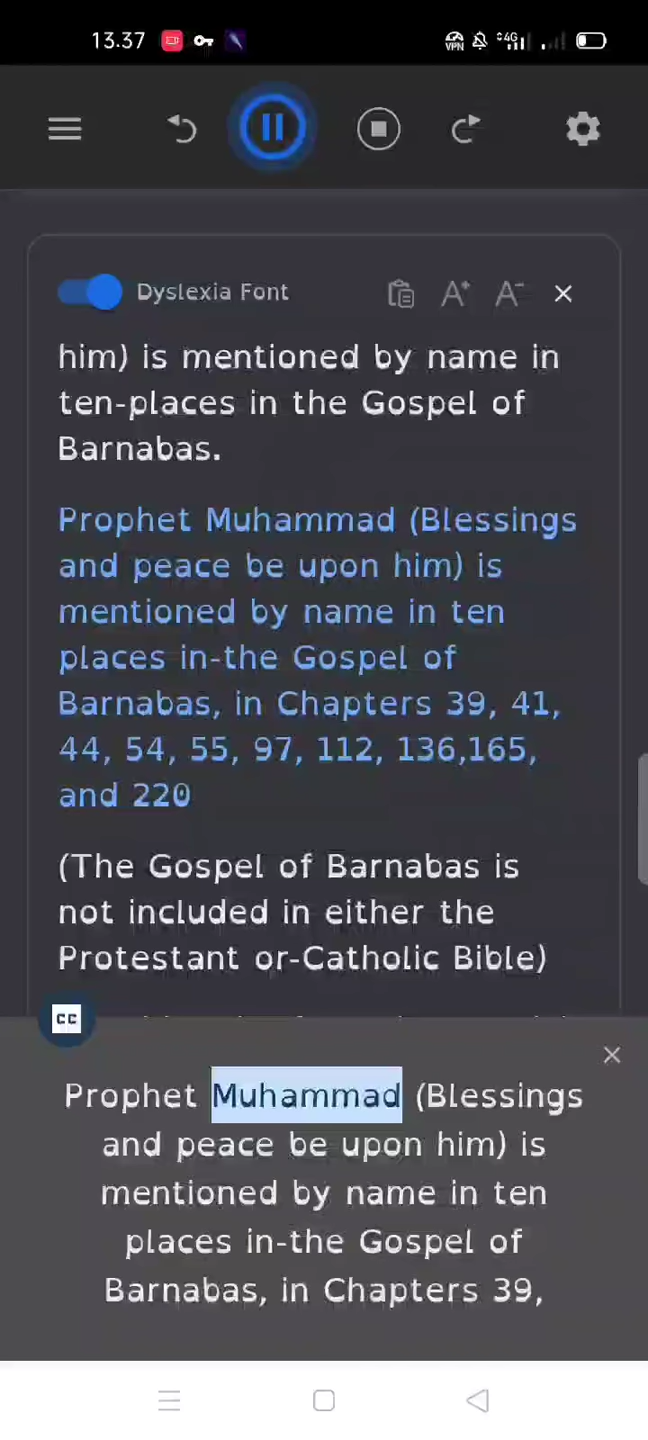 13.37
VPN 4G
Dyslexia Font A+ A-
him) is mentioned by name in
ten-places in the Gospel of
Barnabas.
Prophet Muhammad (Blessings
and peace be upon him) is
mentioned by name in ten
places in-the Gospel of
Barnabas, in Chapters 39, 41,
44, 54, 55, 97, 112, 136,165,
and 220
(The Gospel of Barnabas is
not included in either the
Protestant or-Catholic Bible)
CC
Prophet Muhammad (Blessings
and peace be upon him) is
mentioned by name in ten
places in-the Gospel of
Barnabas, in Chapters 39,